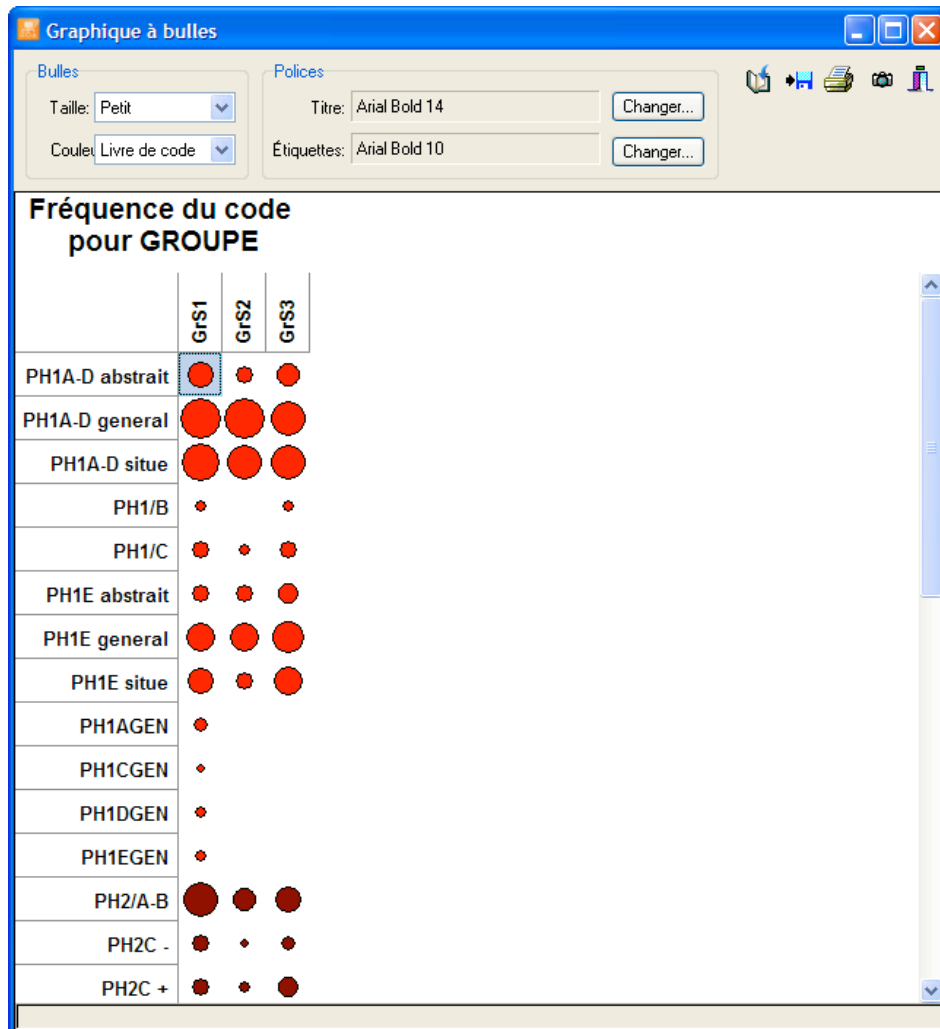 Graphique à bulles
Bulles
Taille: Petit
Couleu Livre de code
Polices
Titre: Arial Bold 14 Changer...
Étiquettes: Arial Bold 10 Changer...
Fréquence du code
pour GROUPE
GrS1 GrS2 GrS3
PH1A-D abstrait
PH1A-D general
PH1A-D situe
PH1/B
PH1/C
PH1E abstrait
PH1E general
PH1E situe
PH1AGEN
PH1CGEN
PH1DGEN
PH1EGEN
PH2/A-B
PH2C -
PH2C +